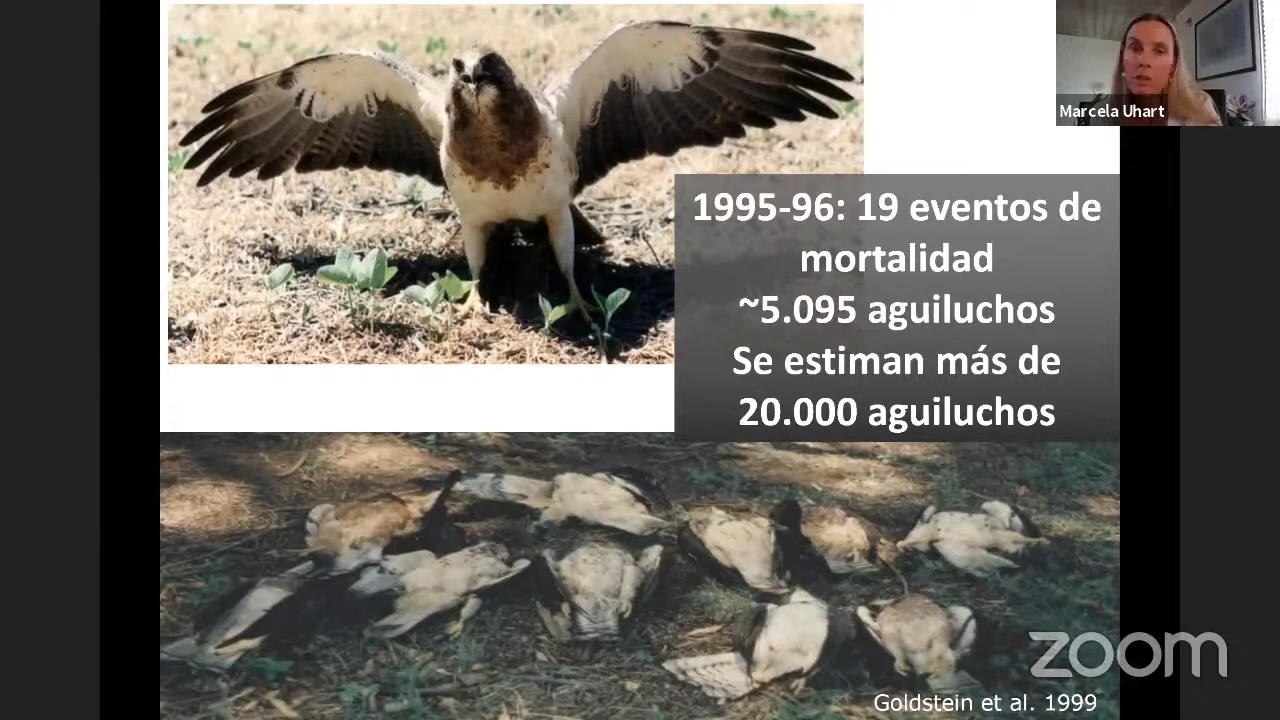 Marcela Uhart
1995-96: 19 eventos de
mortalidad
~5.095 aguiluchos
Se estiman más de
20.000 aguiluchos
zoom
Goldstein et al. 1999